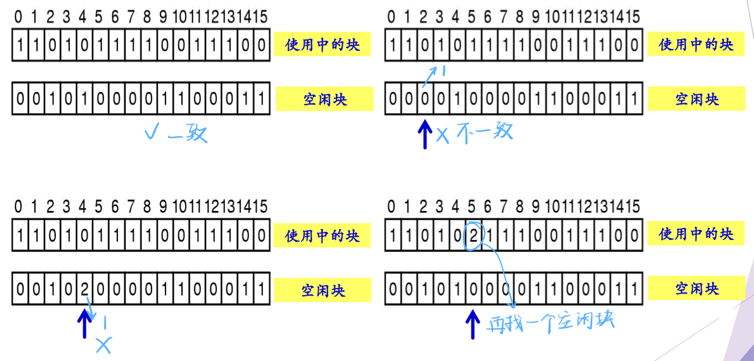 0 1 2 3 4 5 6 7 8 9 10 11 12 13 14 15
1 1 0 1 0 1 1 1 1 0 0 1 1 1 0 0 使用中的块
0 0 1 0 1 0 0 0 0 1 1 0 0 0 1 1 空闲块
✓ 一致
0 1 2 3 4 5 6 7 8 9 10 11 12 13 14 15
1 1 0 1 0 1 1 1 1 0 0 1 1 1 0 0 使用中的块
1
0 0 0 0 1 0 0 0 0 1 1 0 0 0 1 1 空闲块
× 不一致
0 1 2 3 4 5 6 7 8 9 10 11 12 13 14 15
1 1 0 1 0 1 1 1 1 0 0 1 1 1 0 0 使用中的块
0 0 1 0 2 0 0 0 0 1 1 0 0 0 1 1 空闲块
1
×
0 1 2 3 4 5 6 7 8 9 10 11 12 13 14 15
1 1 0 1 0 2 1 1 1 0 0 1 1 1 0 0 使用中的块
0 0 1 0 1 0 0 0 0 1 1 0 0 0 1 1 空闲块
再找一个空闲块